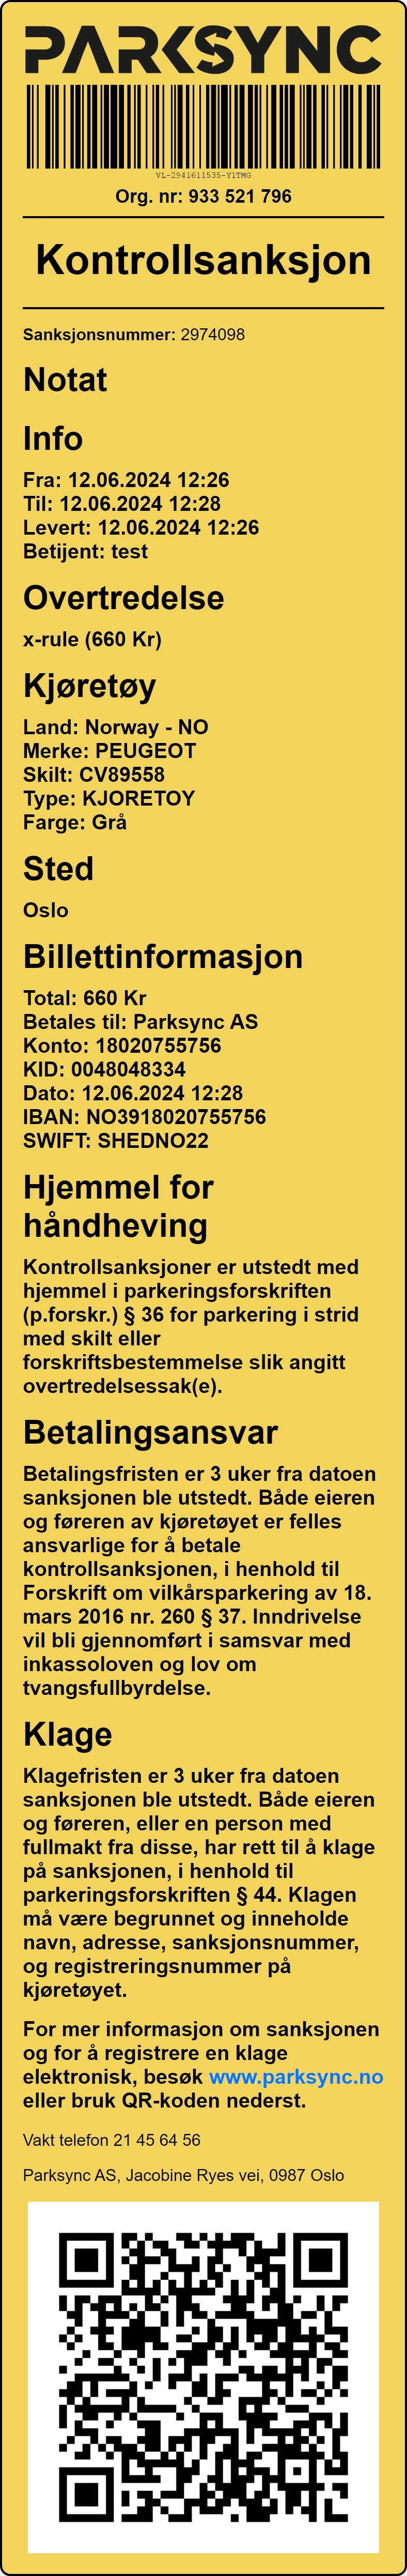 PARKSYNC
VL-2941611535-Y1TMG
Org. nr: 933 521 796
Kontrollsanksjon
Sanksjonsnummer: 2974098
Notat
Info
Fra: 12.06.2024 12:26
Til: 12.06.2024 12:28
Levert: 12.06.2024 12:26
Betijent: test
Overtredelse
x-rule (660 Kr)
Kjøretøy
Land: Norway - NO
Merke: PEUGEOT
Skilt: CV89558
Type: KJORETOY
Farge: Grå
Sted
Oslo
Billettinformasjon
Total: 660 Kr
Betales til: Parksync AS
Konto: 18020755756
KID: 0048048334
Dato: 12.06.2024 12:28
IBAN: NO3918020755756
SWIFT: SHEDNO22
Hjemmel for
håndheving
Kontrollsanksjoner er utstedt med
hjemmel i parkeringsforskriften
(p.forskr.) § 36 for parkering i strid
med skilt eller
forskriftsbestemmelse slik angitt
overtredelsessak(e).
Betalingsansvar
Betalingsfristen er 3 uker fra datoen
sanksjonen ble utstedt. Både eieren
og føreren av kjøretøyet er felles
ansvarlige for å betale
kontrollsanksjonen, i henhold til
Forskrift om vilkårsparkering av 18.
mars 2016 nr. 260 § 37. Inndrivelse
vil bli gjennomført i samsvar med
inkassoloven og lov om
tvangsfullbyrdelse.
Klage
Klagefristen er 3 uker fra datoen
sanksjonen ble utstedt. Både eieren
og føreren, eller en person med
fullmakt fra disse, har rett til å klage
på sanksjonen, i henhold til
parkeringsforskriften § 44. Klagen
må være begrunnet og inneholde
navn, adresse, sanksjonsnummer,
og registreringsnummer på
kjøretøyet.
For mer informasjon om sanksjonen
og for å registrere en klage
elektronisk, besøk www.parksync.no
eller bruk QR-koden nederst.
Vakt telefon 21 45 64 56
Parksync AS, Jacobine Ryes vei, 0987 Oslo